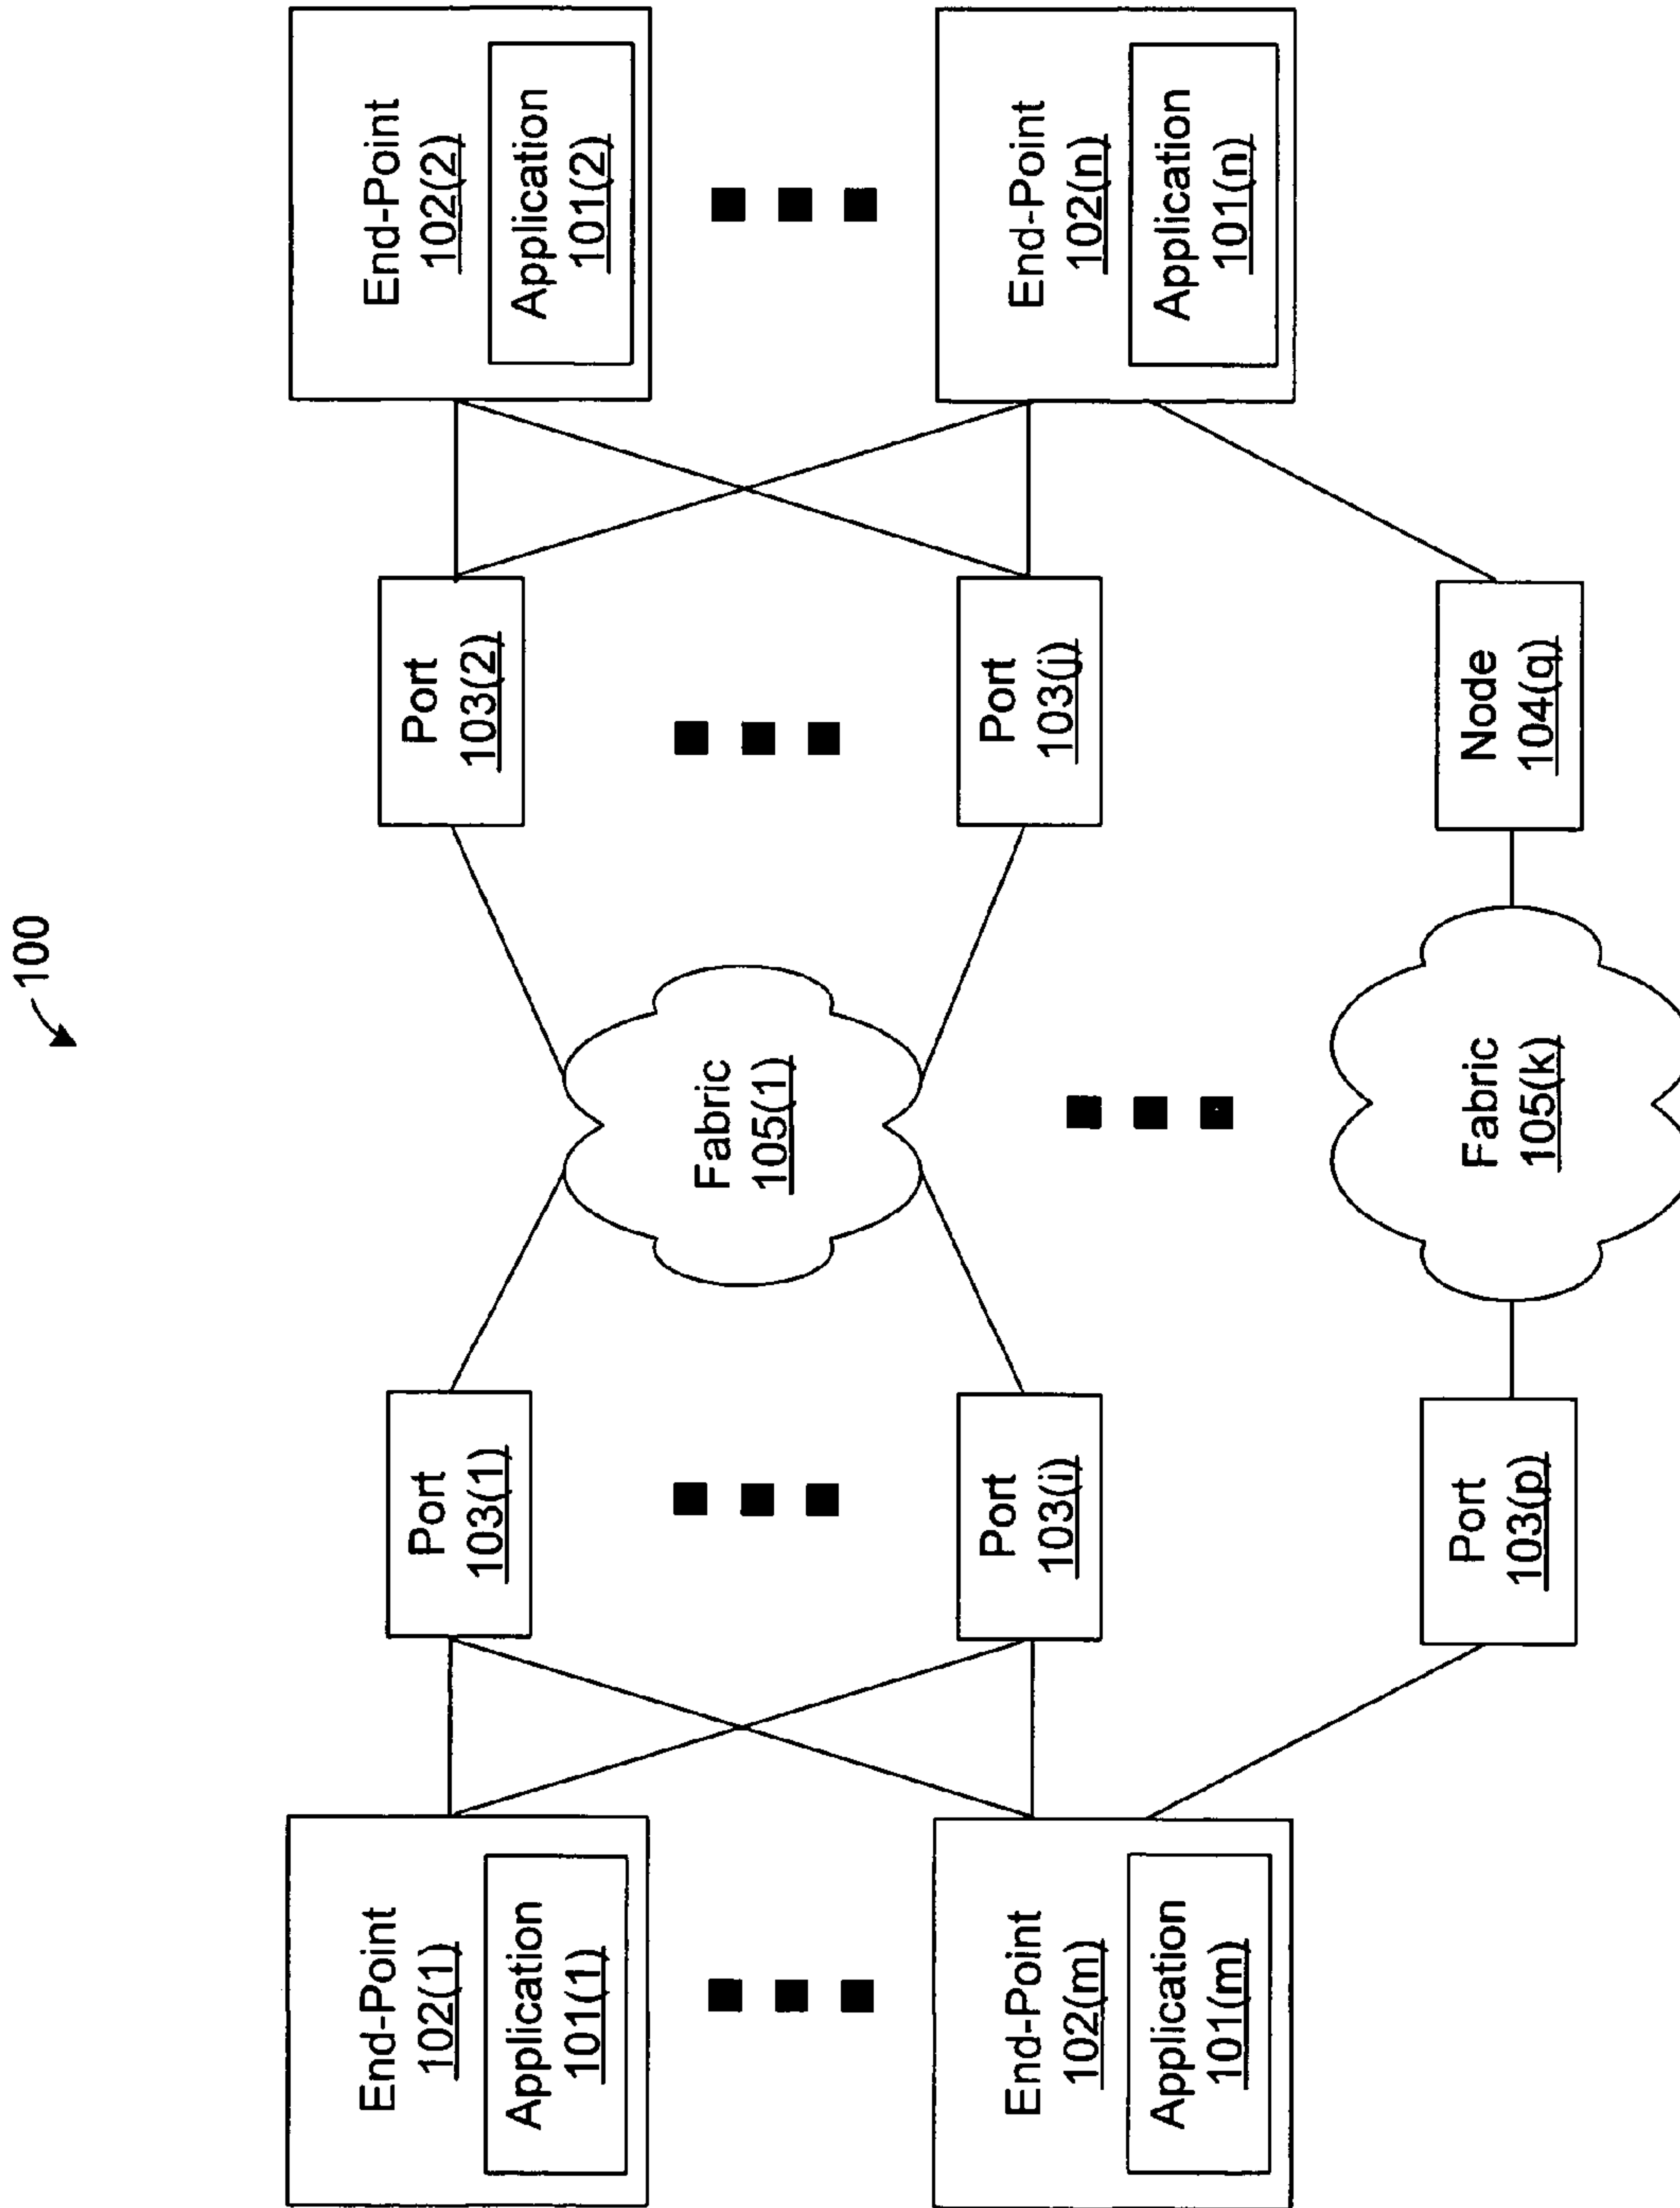 100
End-Point
102(1)
Application
101(1)
Port
103(1)
Fabric
105(1)
Port
103(2)
End-Point
102(2)
Application
101(2)
End-Point
102(m)
Application
101(m)
Port
103(i)
Port
103(j)
End-Point
102(n)
Application
101(n)
Port
103(p)
Fabric
105(k)
Node
104(q)